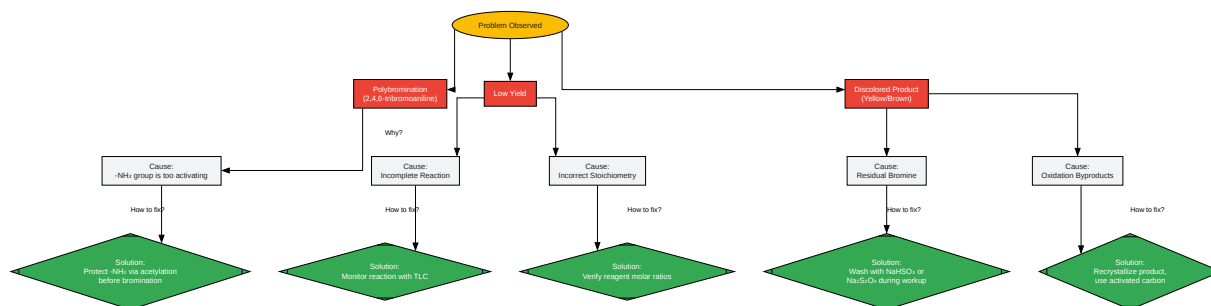 Problem Observed
Polybromination
(2,4,6-tribromoaniline)
Low Yield
Discolored Product
(Yellow/Brown)
Why?
Cause:
-NH₂ group is too activating
Cause:
Incomplete Reaction
Cause:
Incorrect Stoichiometry
Cause:
Residual Bromine
Cause:
Oxidation Byproducts
How to fix?
How to fix?
How to fix?
How to fix?
How to fix?
Solution:
Protect -NH₂ via acetylation
before bromination
Solution:
Monitor reaction with TLC
Solution:
Verify reagent molar ratios
Solution:
Wash with NaHSO₃ or
Na₂S₂O₃ during workup
Solution:
Recrystallize product,
use activated carbon